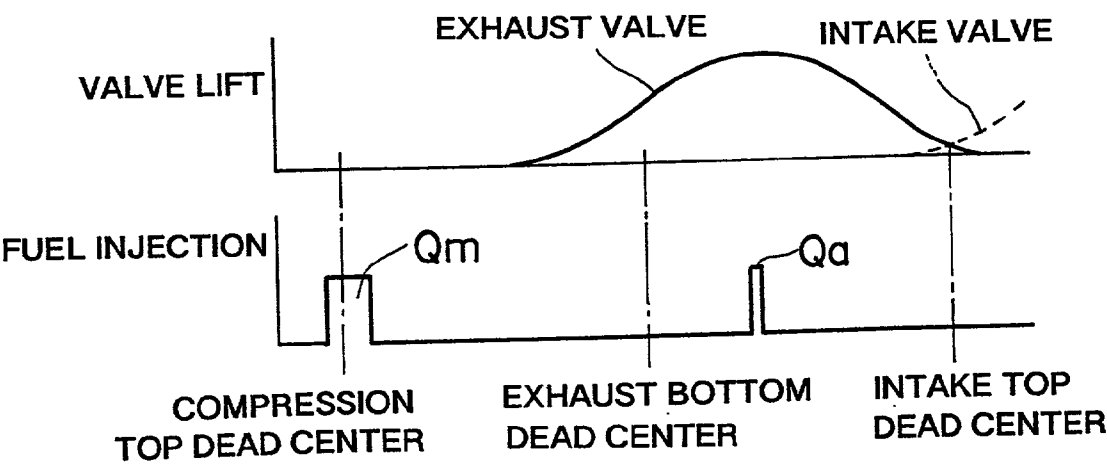 EXHAUST VALVE
INTAKE VALVE
VALVE LIFT
FUEL INJECTION
Qm
Qa
COMPRESSION
TOP DEAD CENTER
EXHAUST BOTTOM
DEAD CENTER
INTAKE TOP
DEAD CENTER